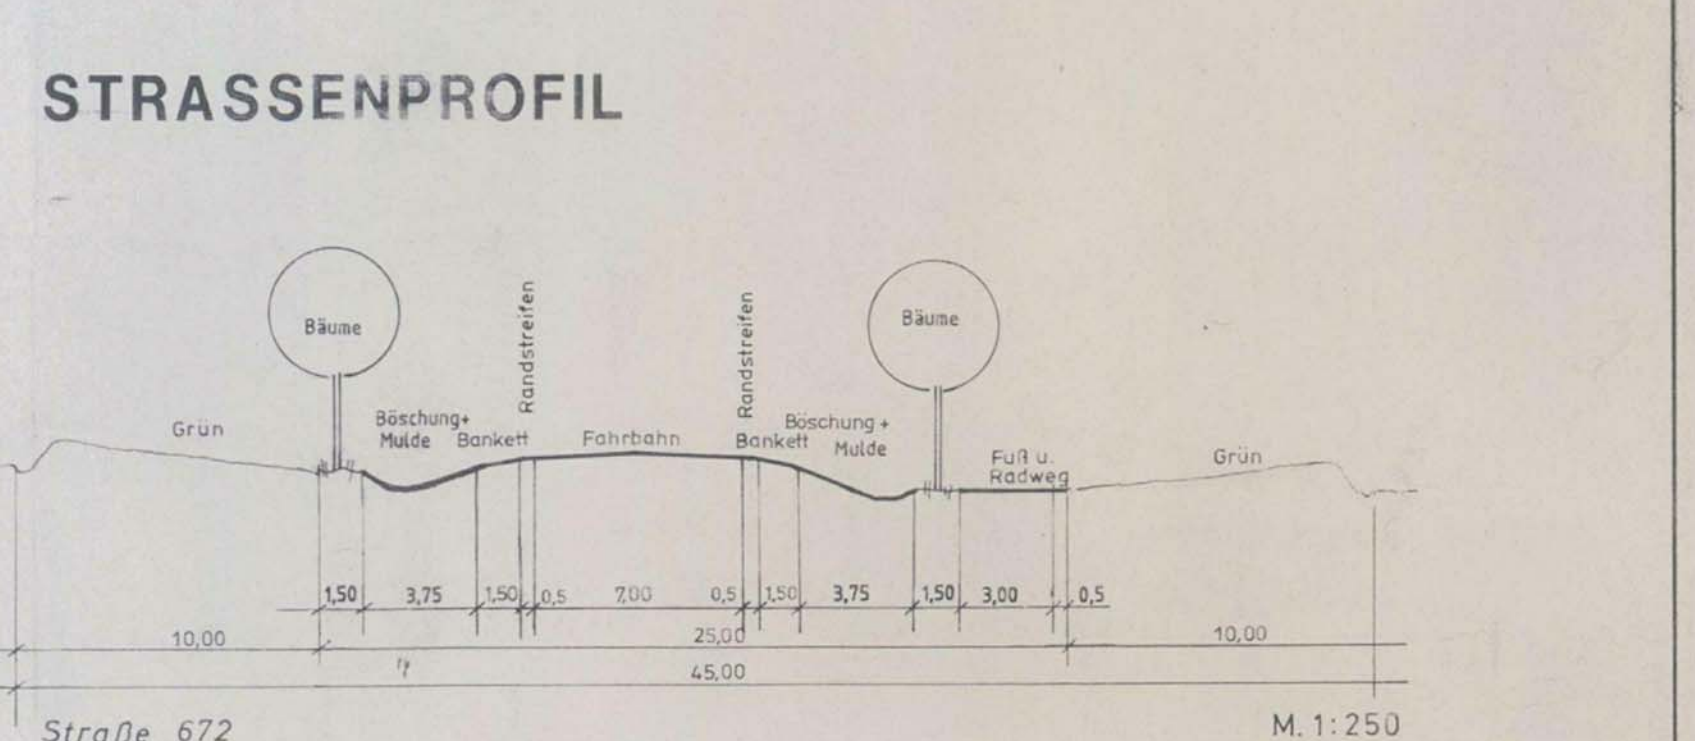 STRASSENPROFIL
Bäume
Randstreifen
Randstreifen
Bäume
Grün
Böschung+
Mulde
Bankett
Fahrbahn
Bankett
Böschung +
Mulde
Fuß u.
Radweg
Grün
1,50 3,75 1,50 0,5 7,00 0,5 1,50 3,75 1,50 3,00 0,5
10,00 25,00 10,00
45,00
Straße 672
M. 1:250